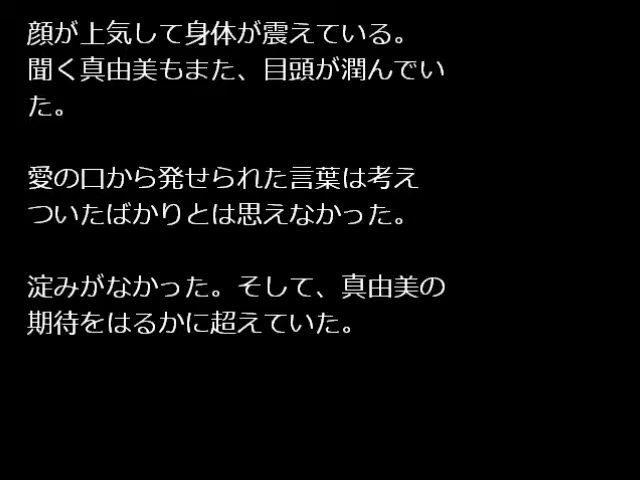 顔が上気して身体が震えている。
聞く真由美もまた、目頭が潤んでい
た。
愛の口から発せられた言葉は考え
ついたばかりとは思えなかった。
淀みがなかった。そして、真由美の
期待をはるかに超えていた。